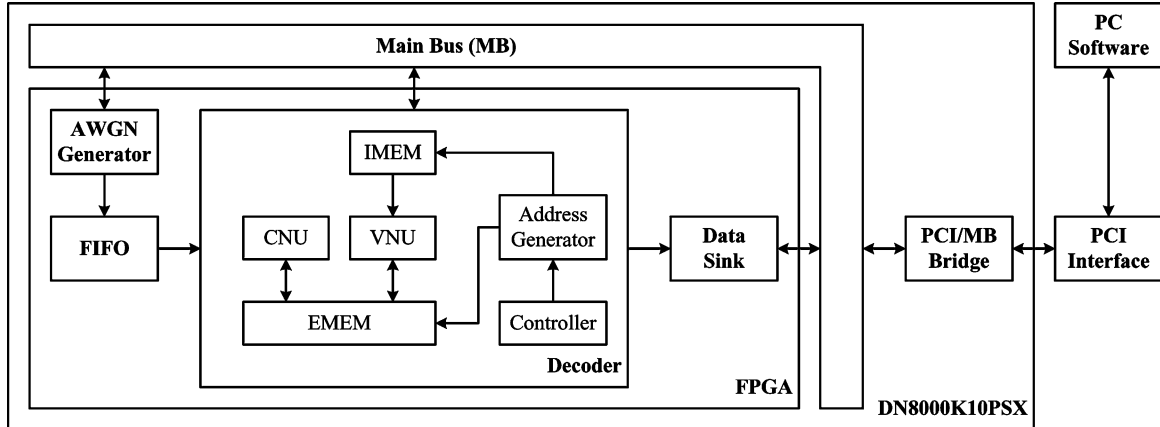 Main Bus (MB)
PC
Software
AWGN
Generator
IMEM
FIFO
CNU
VNU
Address
Generator
Data
Sink
PCI/MB
Bridge
PCI
Interface
EMEM
Controller
Decoder
FPGA
DN8000K10PSX